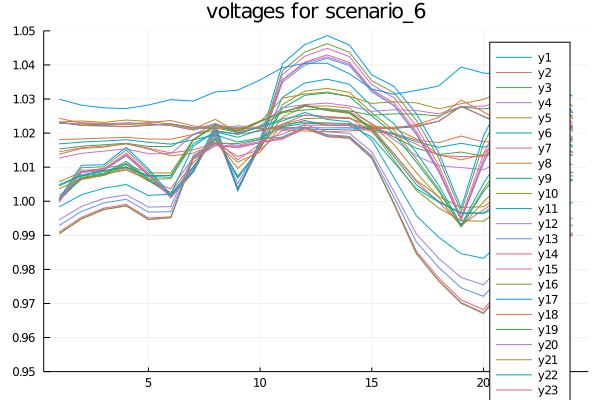 voltages for scenario_6
1.05
1.04
1.03
1.02
1.01
1.00
0.99
0.98
0.97
0.96
0.95
5
10
15
20
y1
y2
y3
y4
y5
y6
y7
y8
y9
y10
y11
y12
y13
y14
y15
y16
y17
y18
y19
y20
y21
y22
y23